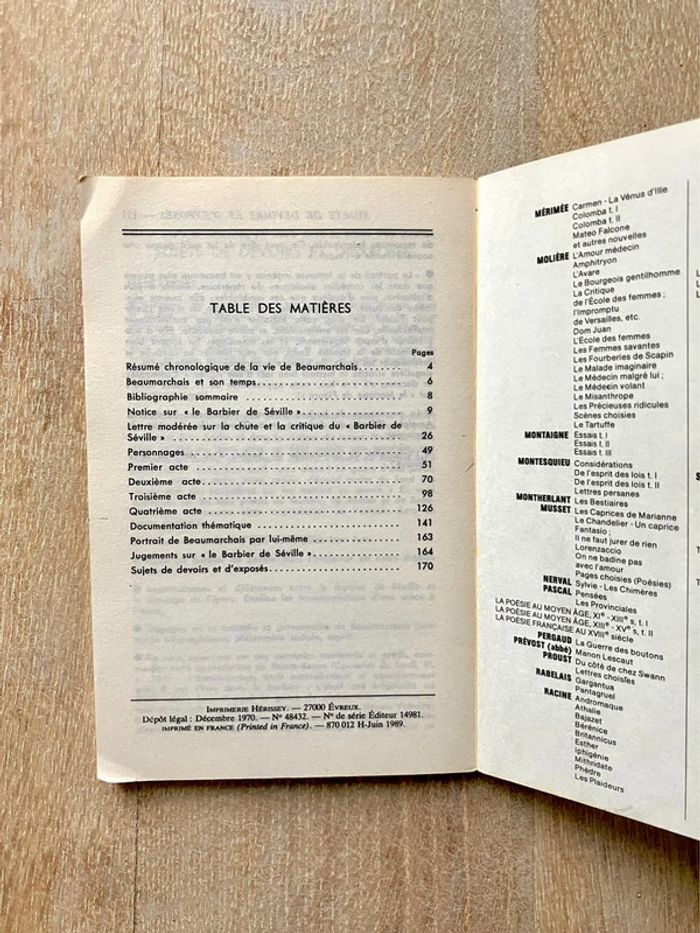 TABLE DES MATIÈRES
Pages
Résumé chronologique de la vie de Beaumarchais........ 4
Beaumarchais et son temps........ 6
Bibliographie sommaire ........ 8
Notice sur « le Barbier de Séville »........ 9
Lettre modérée sur la chute et la critique du « Barbier de
Séville » ........ 26
Personnages ........ 49
Premier acte ........ 51
Deuxième acte........ 70
Troisième acte ........ 98
Quatrième acte ........ 126
Documentation thématique ........ 141
Portrait de Beaumarchais par lui-même ........ 163
Jugements sur « le Barbier de Séville »........ 164
Sujets de devoirs et d'exposés........ 170
IMPRIMERIE HÉRISSEY. — 27000 ÉVREUX.
Dépôt légal : Décembre 1970. — Nº 48432. — Nº de série Éditeur 14981.
IMPRIMÉ EN FRANCE (Printed in France). — 870 012 H-Juin 1989.
MÉRIMÉE Carmen - La Vénus d'Ille
Colomba t. I
Colomba t. II
Mateo Falcone
et autres nouvelles
MOLIÈRE L'Amour médecin
Amphitryon
L'Avare
Le Bourgeois gentilhomme
La Critique
de l'École des femmes ;
l'Impromptu
de Versailles, etc.
Dom Juan
L'École des femmes
Les Femmes savantes
Les Fourberies de Scapin
Le Malade imaginaire
Le Médecin malgré lui ;
Le Médecin volant
Le Misanthrope
Les Précieuses ridicules
Scènes choisies
Le Tartuffe
MONTAIGNE Essais t. I
Essais t. II
Essais t. III
MONTESQUIEU Considérations
De l'esprit des lois t. I
De l'esprit des lois t. II
Lettres persanes
MONTHERLANT Les Bestiaires
MUSSET Les Caprices de Marianne
Le Chandelier - Un caprice
Fantasio ;
Il ne faut jurer de rien
Lorenzaccio
On ne badine pas
avec l'amour
Pages choisies (Poésies)
NERVAL Sylvie - Les Chimères
PASCAL Pensées
Les Provinciales
LA POÉSIE AU MOYEN ÂGE, XIe - XIIIe s, t. I
LA POÉSIE AU MOYEN ÂGE, XIIIe - XVe s, t. II
LA POÉSIE FRANÇAISE AU XVIIIe siècle
PERGAUD La Guerre des boutons
PRÉVOST (abbé) Manon Lescaut
PROUST Du côté de chez Swann
Lettres choisies
RABELAIS Gargantua
Pantagruel
RACINE Andromaque
Athalie
Bajazet
Bérénice
Britannicus
Esther
Iphigénie
Mithridate
Phèdre
Les Plaideurs